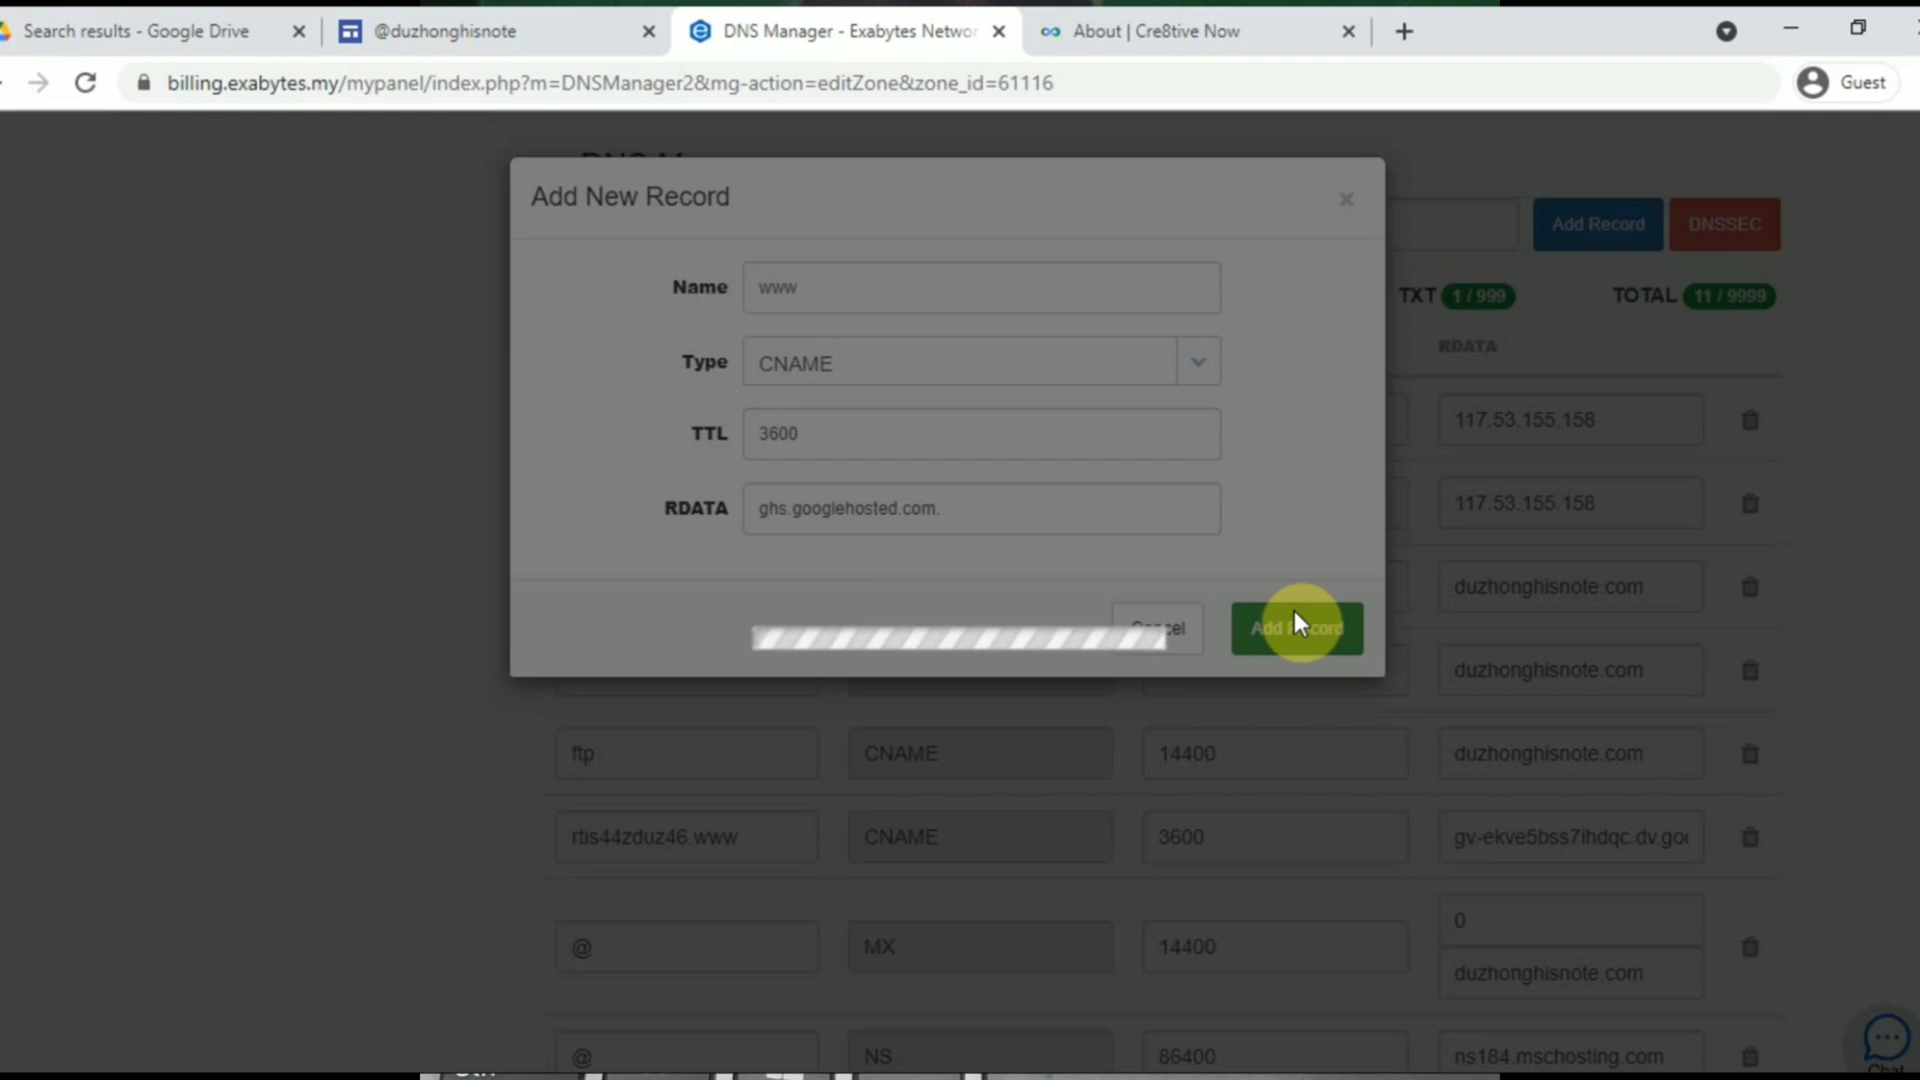 Search results - Google Drive
@duzhonghisnote
DNS Manager - Exabytes Networ
About | Cre8tive Now
billing.exabytes.my/mypanel/index.php?m=DNSManager2&mg-action=editZone&zone_id=61116
Guest
Add New Record
Add Record
DNSSEC
Name www
TXT 1 / 999
TOTAL 11 / 9999
RDATA
Type CNAME
117.53.155.158
TTL 3600
RDATA ghs.googlehosted.com.
117.53.155.158
duzhonghisnote.com
Cancel
Add Record
duzhonghisnote.com
ftp CNAME 14400 duzhonghisnote.com
rtis44zduz46.www CNAME 3600 gv-ekve5bss7ihdqc.dv.goo
0
@ MX 14400
duzhonghisnote.com
@ NS 86400 ns184.mschosting.com
Chat